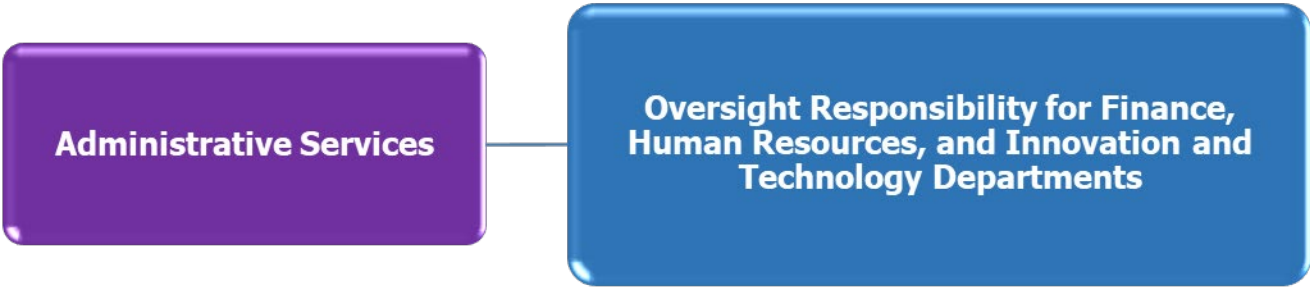 Administrative Services
Oversight Responsibility for Finance,
Human Resources, and Innovation and
Technology Departments